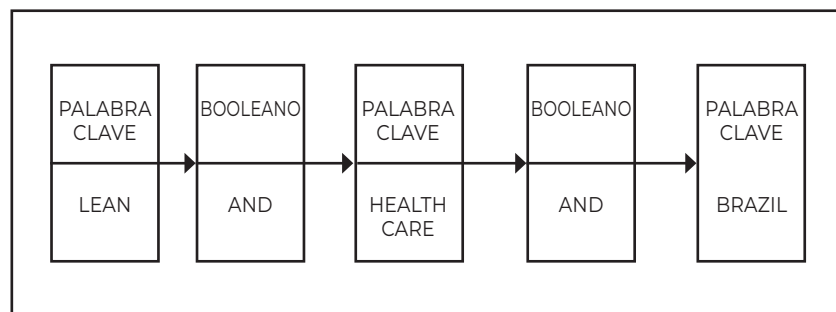 PALABRA
CLAVE
LEAN
BOOLEANO
AND
PALABRA
CLAVE
HEALTH
CARE
BOOLEANO
AND
PALABRA
CLAVE
BRAZIL